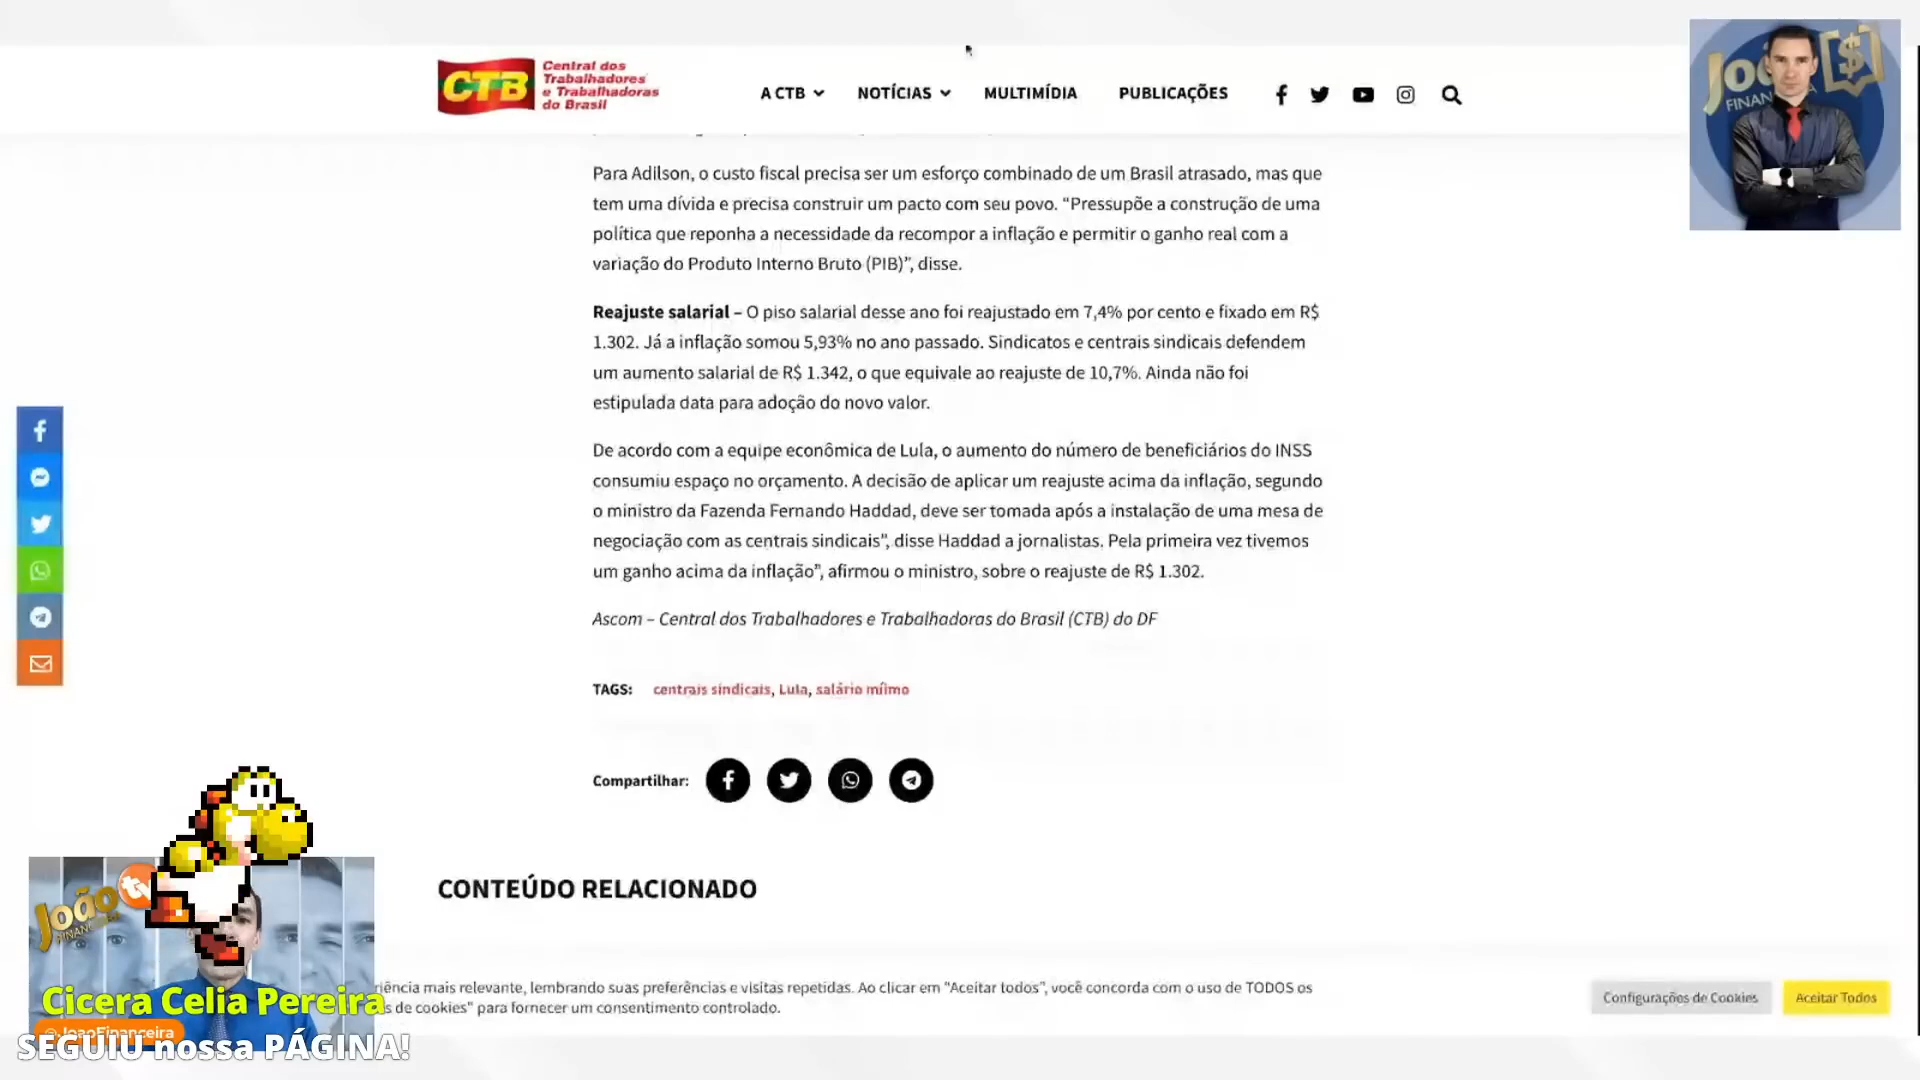 CTB
Central dos
Trabalhadores
e Trabalhadoras
do Brasil
A CTB
NOTÍCIAS
MULTIMÍDIA
PUBLICAÇÕES
João
FINANCEIRA
Para Adilson, o custo fiscal precisa ser um esforço combinado de um Brasil atrasado, mas que
tem uma dívida e precisa construir um pacto com seu povo. “Pressupõe a construção de uma
política que reponha a necessidade da recompor a inflação e permitir o ganho real com a
variação do Produto Interno Bruto (PIB)”, disse.
Reajuste salarial – O piso salarial desse ano foi reajustado em 7,4% por cento e fixado em R$
1.302. Já a inflação somou 5,93% no ano passado. Sindicatos e centrais sindicais defendem
um aumento salarial de R$ 1.342, o que equivale ao reajuste de 10,7%. Ainda não foi
estipulada data para adoção do novo valor.
De acordo com a equipe econômica de Lula, o aumento do número de beneficiários do INSS
consumiu espaço no orçamento. A decisão de aplicar um reajuste acima da inflação, segundo
o ministro da Fazenda Fernando Haddad, deve ser tomada após a instalação de uma mesa de
negociação com as centrais sindicais”, disse Haddad a jornalistas. Pela primeira vez tivemos
um ganho acima da inflação”, afirmou o ministro, sobre o reajuste de R$ 1.302.
Ascom – Central dos Trabalhadores e Trabalhadoras do Brasil (CTB) do DF
TAGS: centrais sindicais, Lula, salário mílmo
Compartilhar:
CONTEÚDO RELACIONADO
riência mais relevante, lembrando suas preferências e visitas repetidas. Ao clicar em "Aceitar todos", você concorda com o uso de TODOS os
s de cookies" para fornecer um consentimento controlado.
Configurações de Cookies
Aceitar Todos
João
tv
Cicera Celia Pereira
@JoaoFinanceira
SEGUIU nossa PÁGINA!